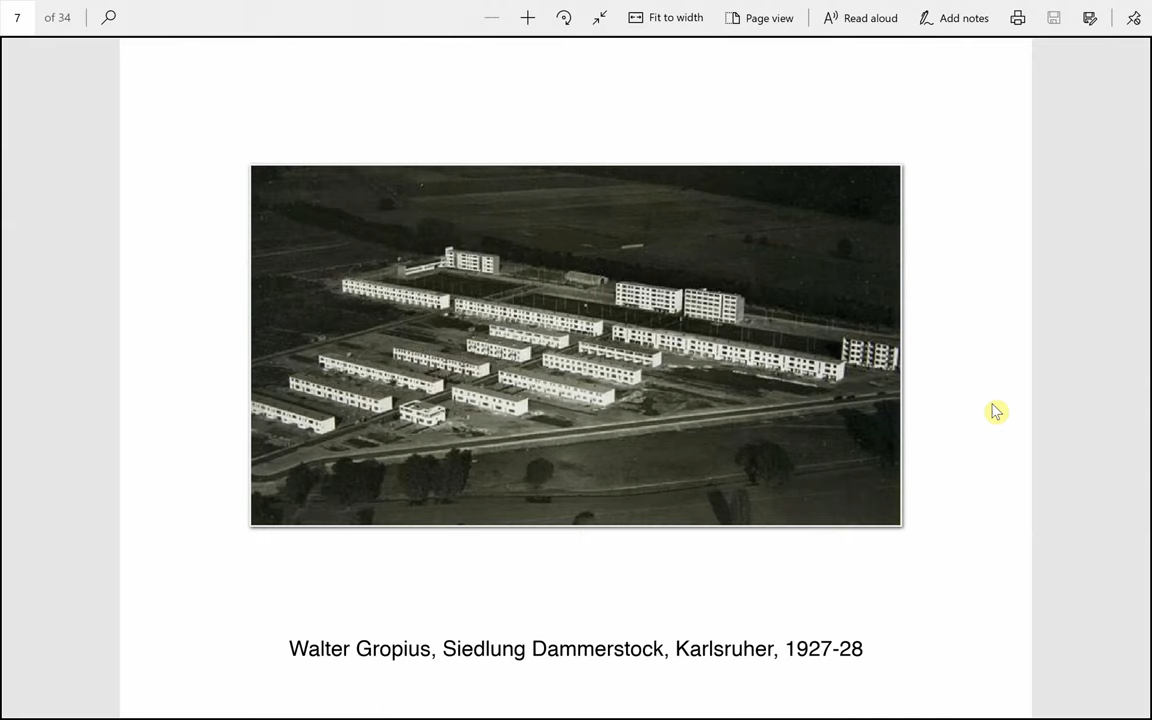 7 of 34 Fit to width Page view Read aloud Add notes
Walter Gropius, Siedlung Dammerstock, Karlsruher, 1927-28